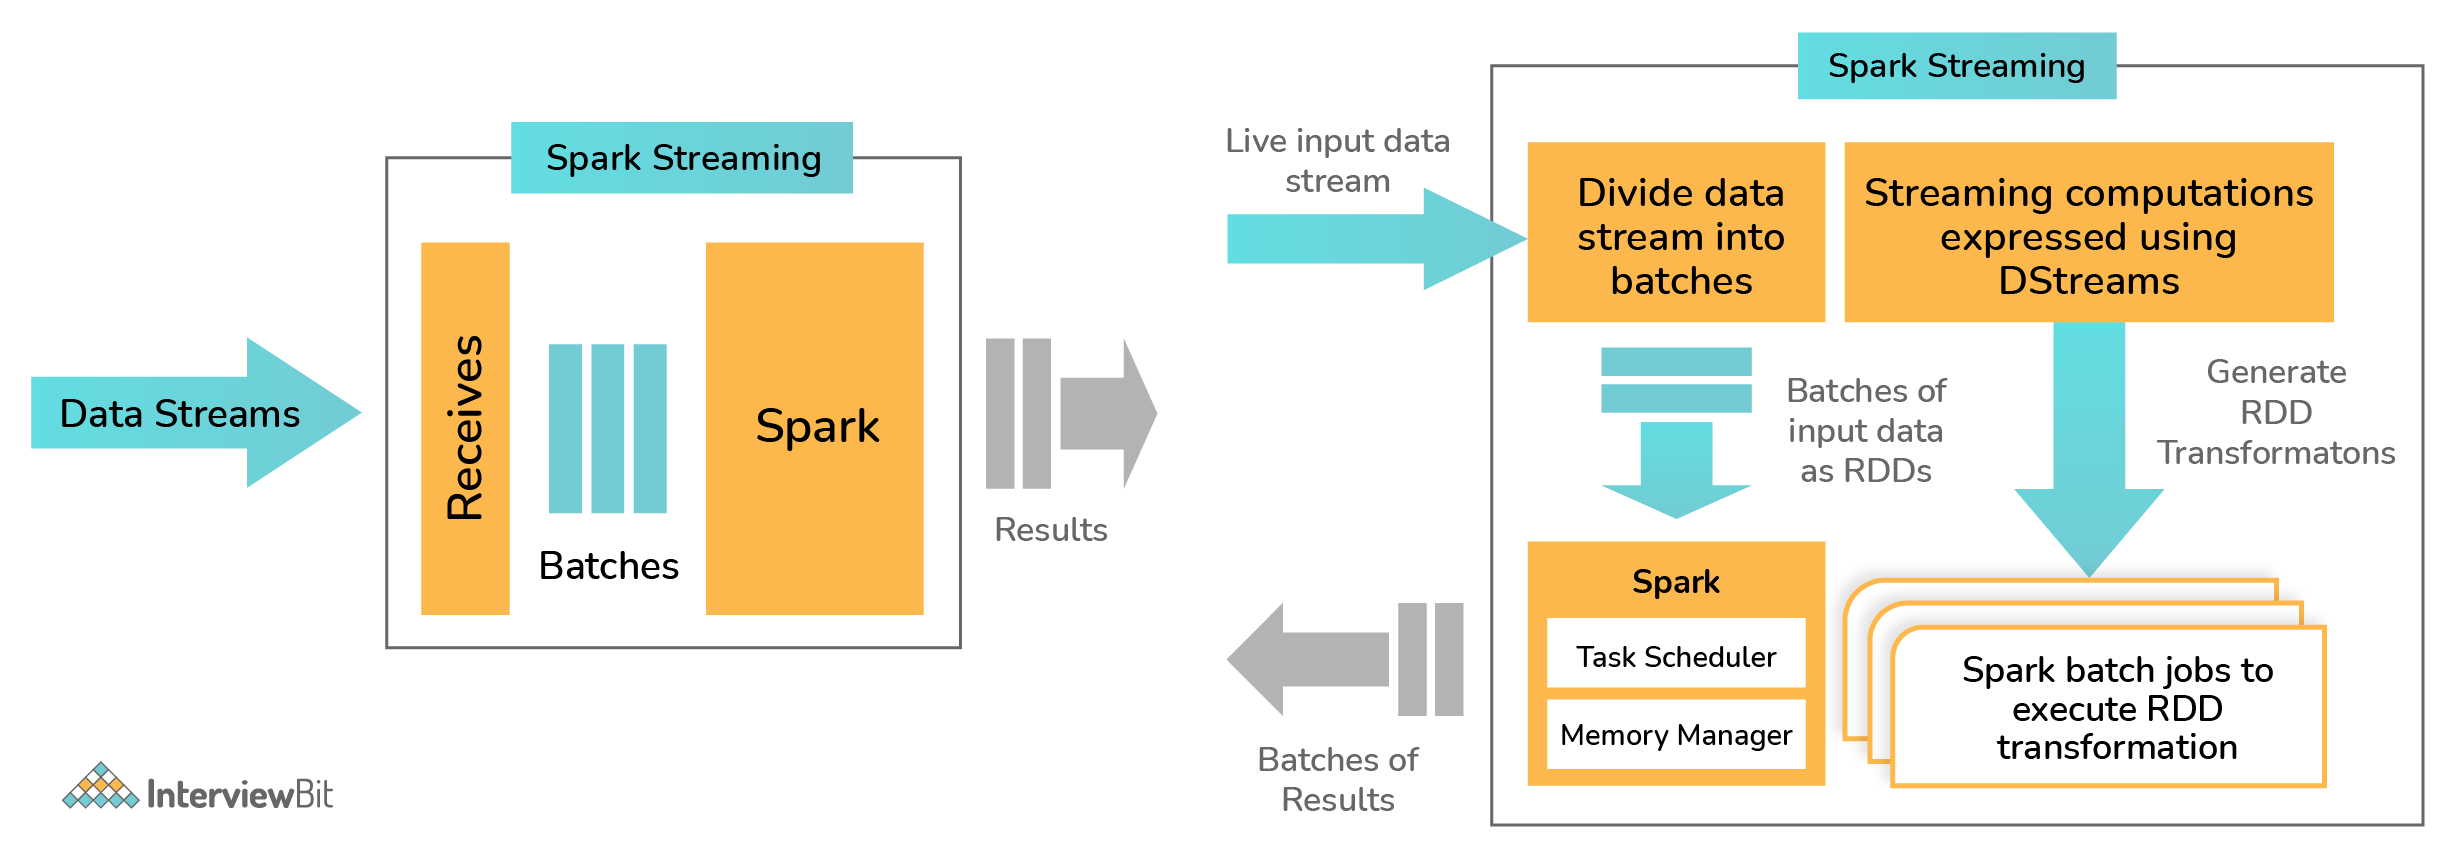 Spark Streaming
Data Streams
Receives
Batches
Spark
Results
InterviewBit
Spark Streaming
Live input data
stream
Divide data
stream into
batches
Streaming computations
expressed using
DStreams
Batches of
input data
as RDDs
Generate
RDD
Transformatons
Spark
Task Scheduler
Memory Manager
Spark batch jobs to
execute RDD
transformation
Batches of
Results